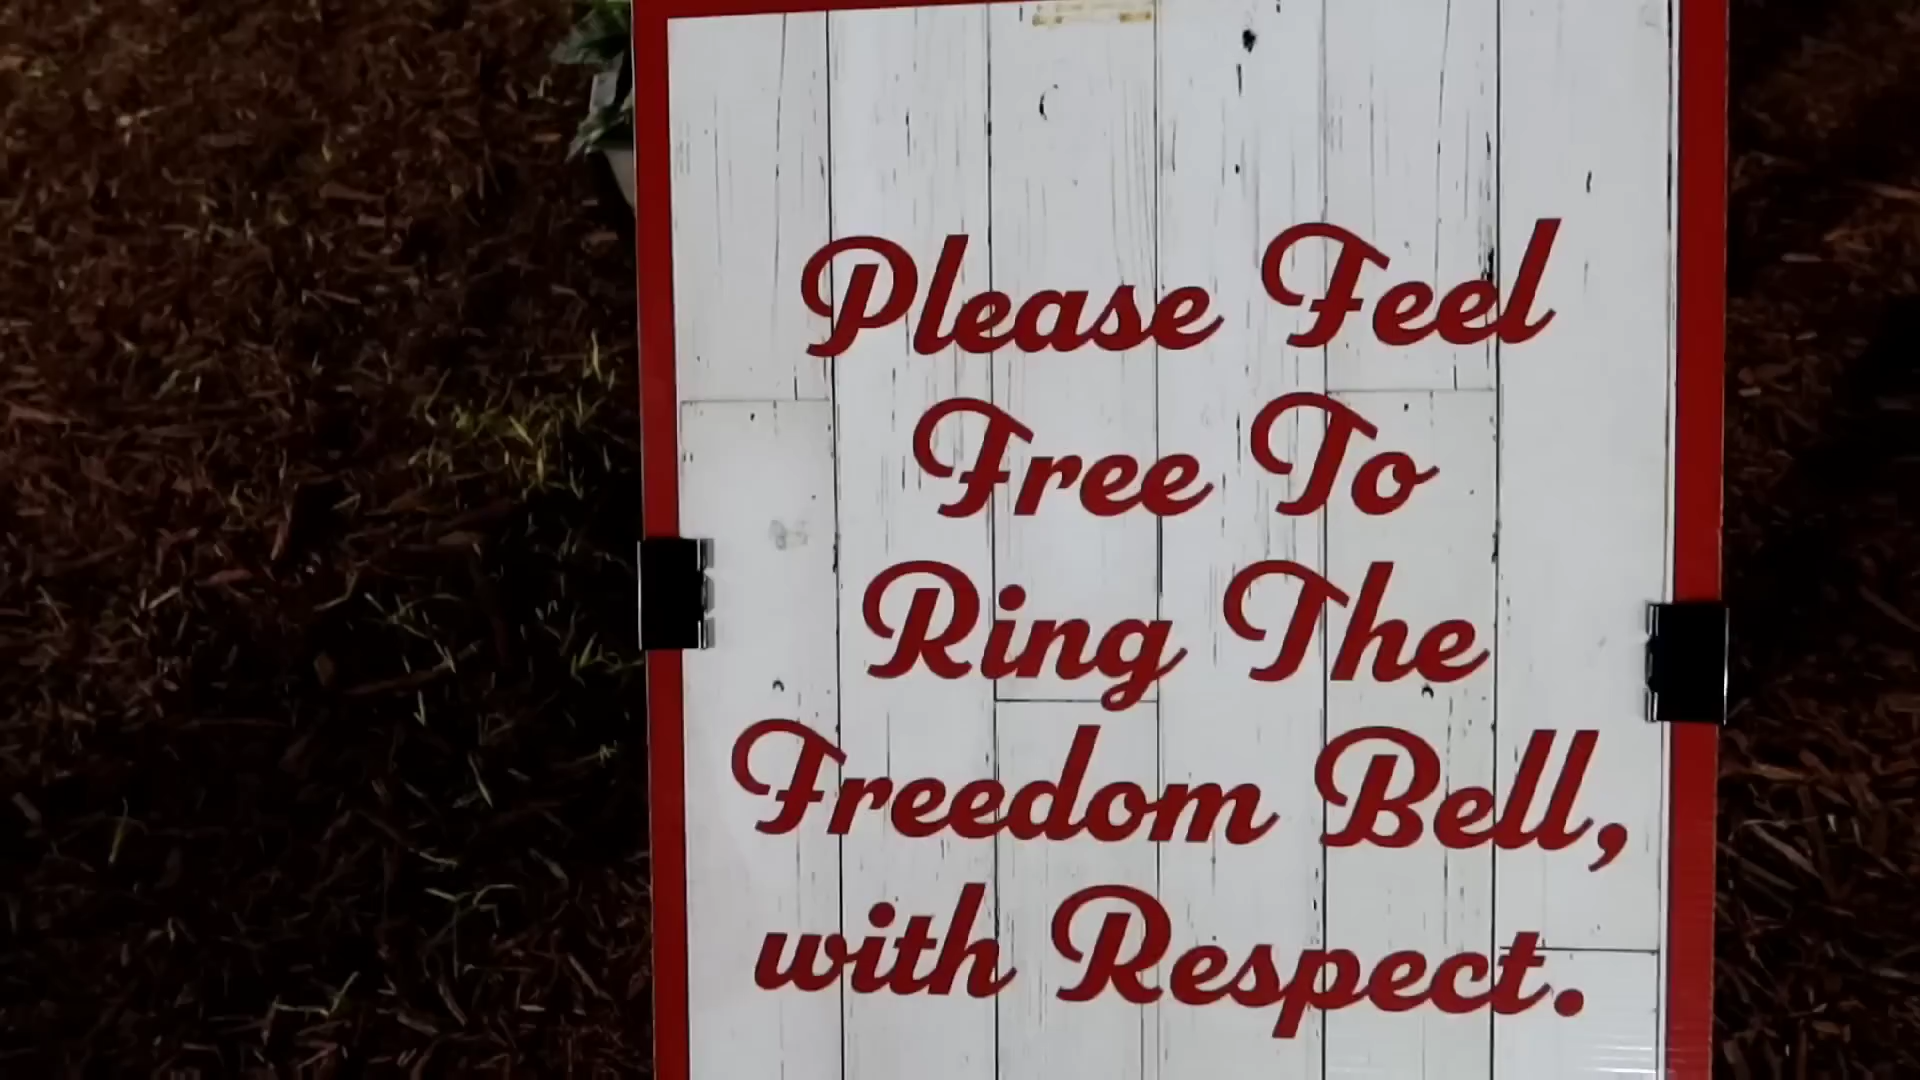 Please Feel
Free To
Ring The
Freedom Bell,
with Respect.